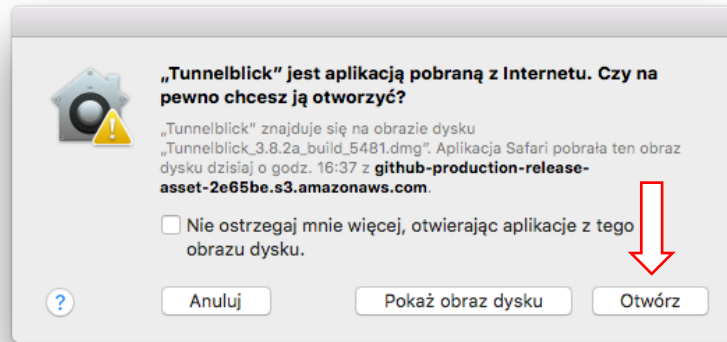 „Tunnelblick” jest aplikacją pobraną z Internetu. Czy na
pewno chcesz ją otworzyć?
„Tunnelblick” znajduje się na obrazie dysku
„Tunnelblick_3.8.2a_build_5481.dmg”. Aplikacja Safari pobrała ten obraz
dysku dzisiaj o godz. 16:37 z github-production-release-
asset-2e65be.s3.amazonaws.com.
Nie ostrzegaj mnie więcej, otwierając aplikacje z tego
obrazu dysku.
?
Anuluj
Pokaż obraz dysku
Otwórz